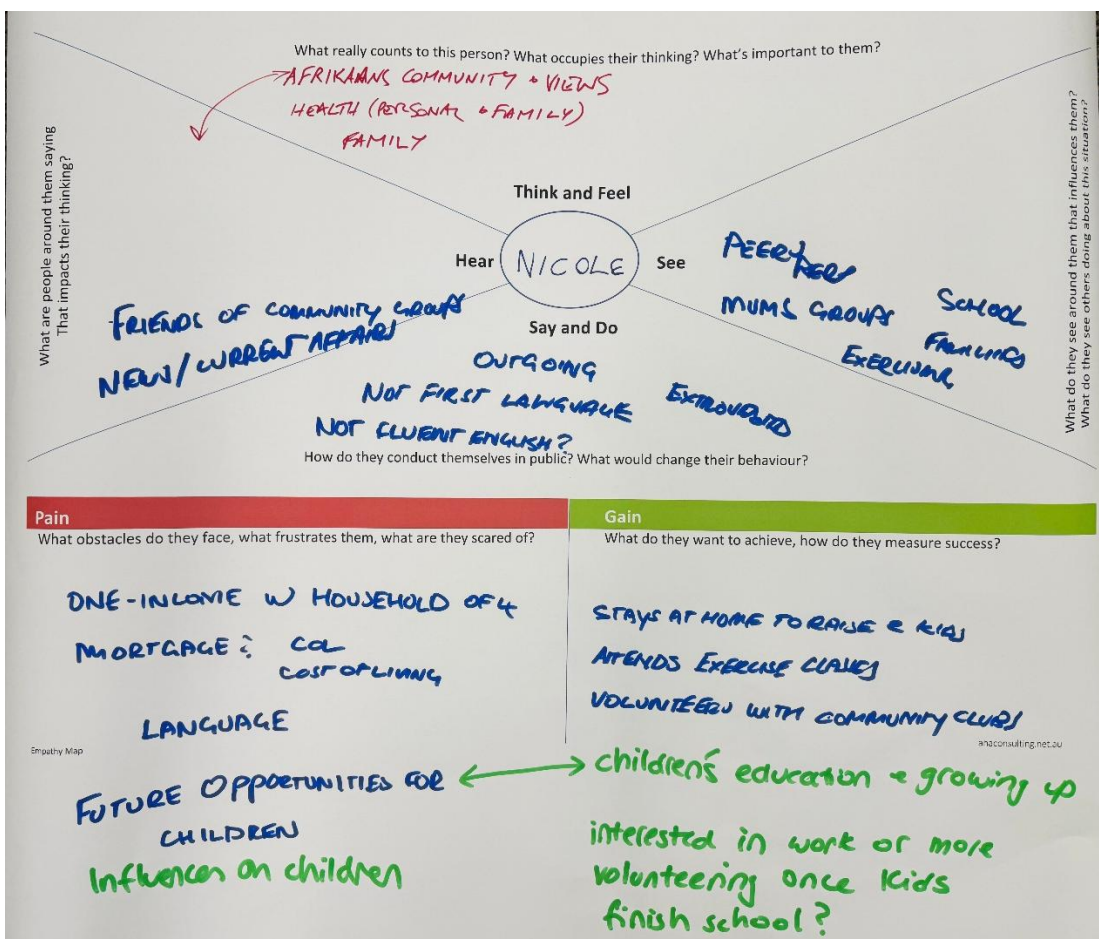 What really counts to this person? What occupies their thinking? What's important to them?
AFRIKAANS COMMUNITY + VIEWS
HEALTH (PERSONAL + FAMILY)
FAMILY
What are people around them saying
That impacts their thinking?
Think and Feel
Hear
NICOLE
See
Say and Do
What do they see around them that influences them?
What do they see others doing about this situation?
FRIENDS OF COMMUNITY GROUPS
NEWS/CURRENT AFFAIRS
PEER
MUMS GROUPS
SCHOOL
FAMILIES
OUTGOING
NOT FIRST LANGUAGE
EXTROVERTED
NOT FLUENT ENGLISH?
How do they conduct themselves in public? What would change their behaviour?
Pain
What obstacles do they face, what frustrates them, what are they scared of?
ONE-INCOME W HOUSEHOLD OF 4
MORTGAGE? COL
COST OF LIVING
LANGUAGE
Empathy Map
FUTURE OPPORTUNITIES FOR
CHILDREN
Influences on children
Gain
What do they want to achieve, how do they measure success?
STAYS AT HOME TO RAISE KIDS
ATTENDS EXERCISE CLASSES
VOLUNTEERS WITH COMMUNITY CLUBS
anaconsulting.net.au
children's education + growing up
interested in work or more
volunteering once kids
finish school?